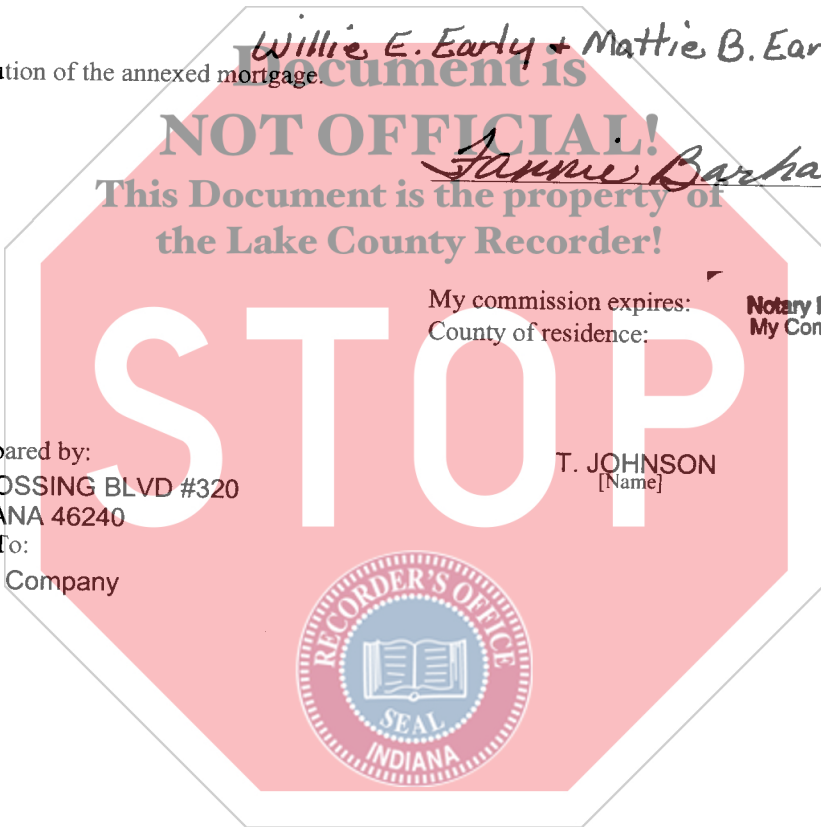 Willie E. Early + Mattie B. Ear
ution of the annexed mortgage.
Document is
NOT OFFICIAL!
Fannie Barha
This Document is the property of
the Lake County Recorder!
My commission expires:
Notary
County of residence:
My Com
STOP
pared by:
T. JOHNSON
OSSING BLVD #320
[Name]
ANA 46240
To:
Company
RECORDER'S OFFICE
SEAL
INDIANA